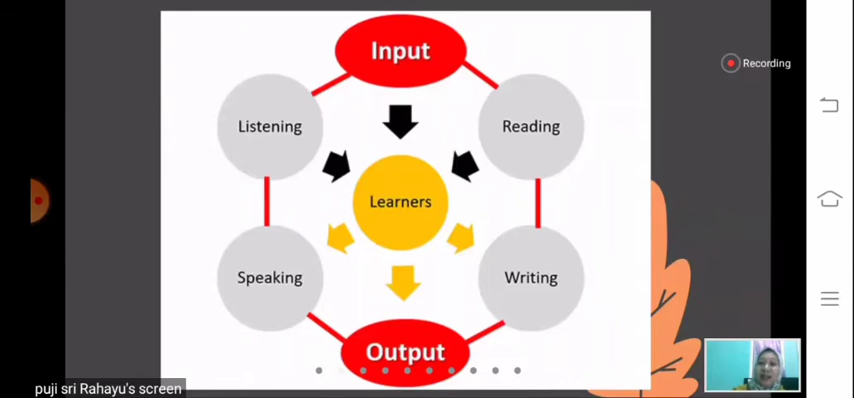 Input
Recording
Listening
Reading
Learners
Speaking
Writing
Output
puji sri Rahayu's screen